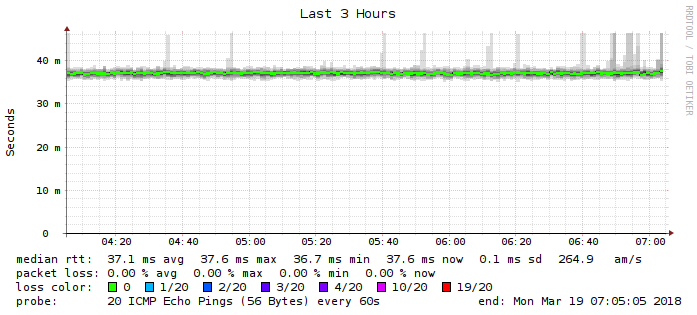 Last 3 Hours
RRDTOOL / TOBI OETIKER
Seconds
40 m
30 m
20 m
10 m
0
04:20 04:40 05:00 05:20 05:40 06:00 06:20 06:40 07:00
median rtt: 37.1 ms avg 37.6 ms max 36.7 ms min 37.6 ms now 0.1 ms sd 264.9 am/s
packet loss: 0.00 % avg 0.00 % max 0.00 % min 0.00 % now
loss color: 0 1/20 2/20 3/20 4/20 10/20 19/20
probe: 20 ICMP Echo Pings (56 Bytes) every 60s end: Mon Mar 19 07:05:05 2018